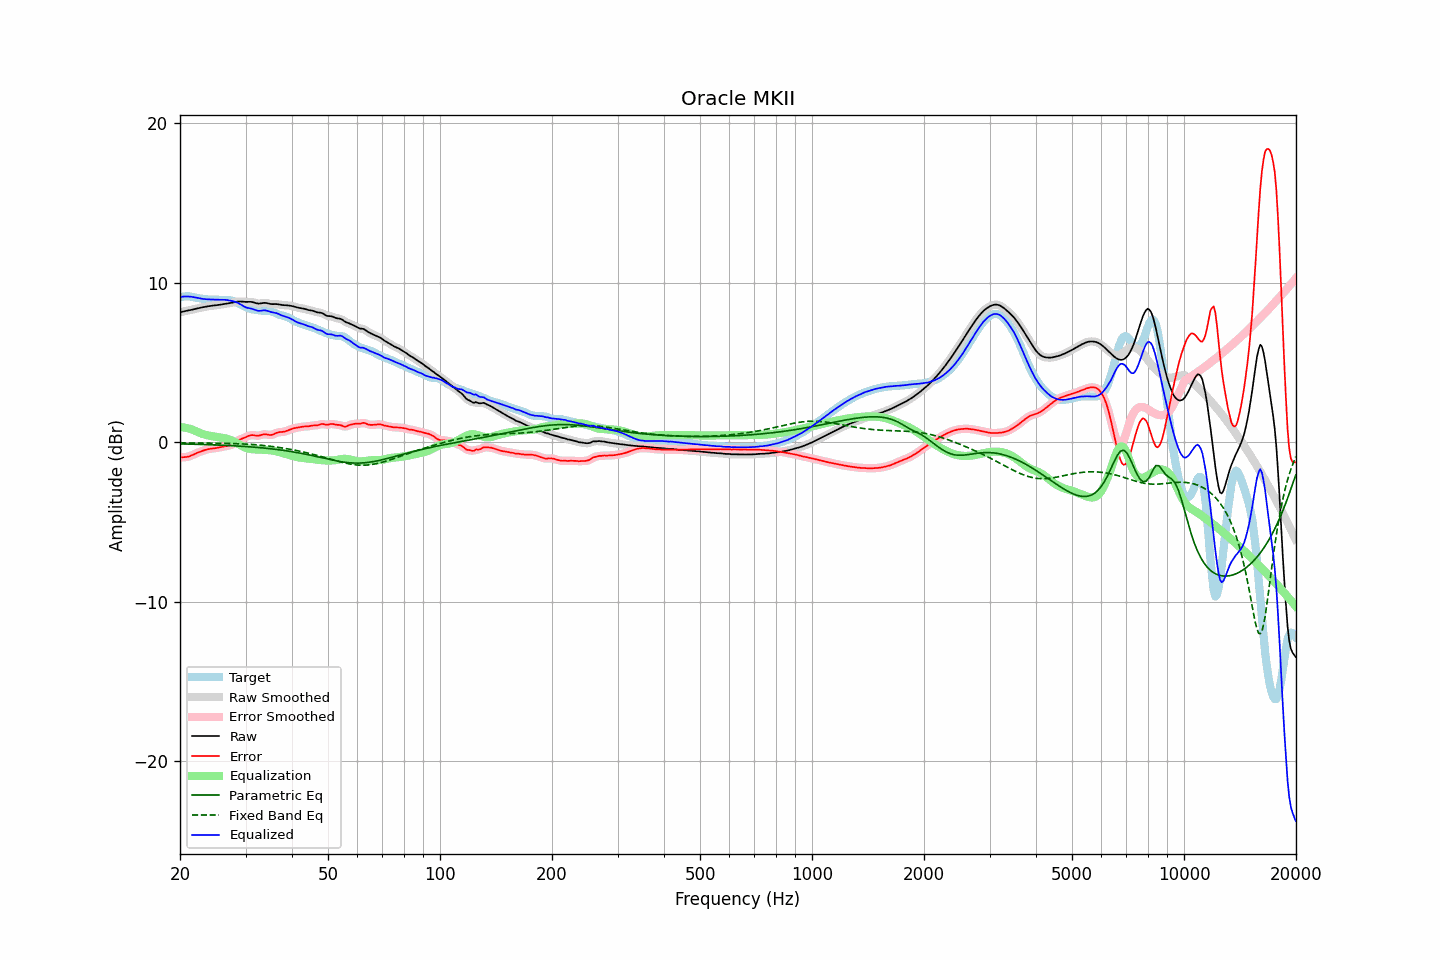 Oracle MKII
20
10
0
−10
−20
Amplitude (dBr)
Target
Raw Smoothed
Error Smoothed
Raw
Error
Equalization
Parametric Eq
Fixed Band Eq
Equalized
20 50 100 200 500 1000 2000 5000 10000 20000
Frequency (Hz)